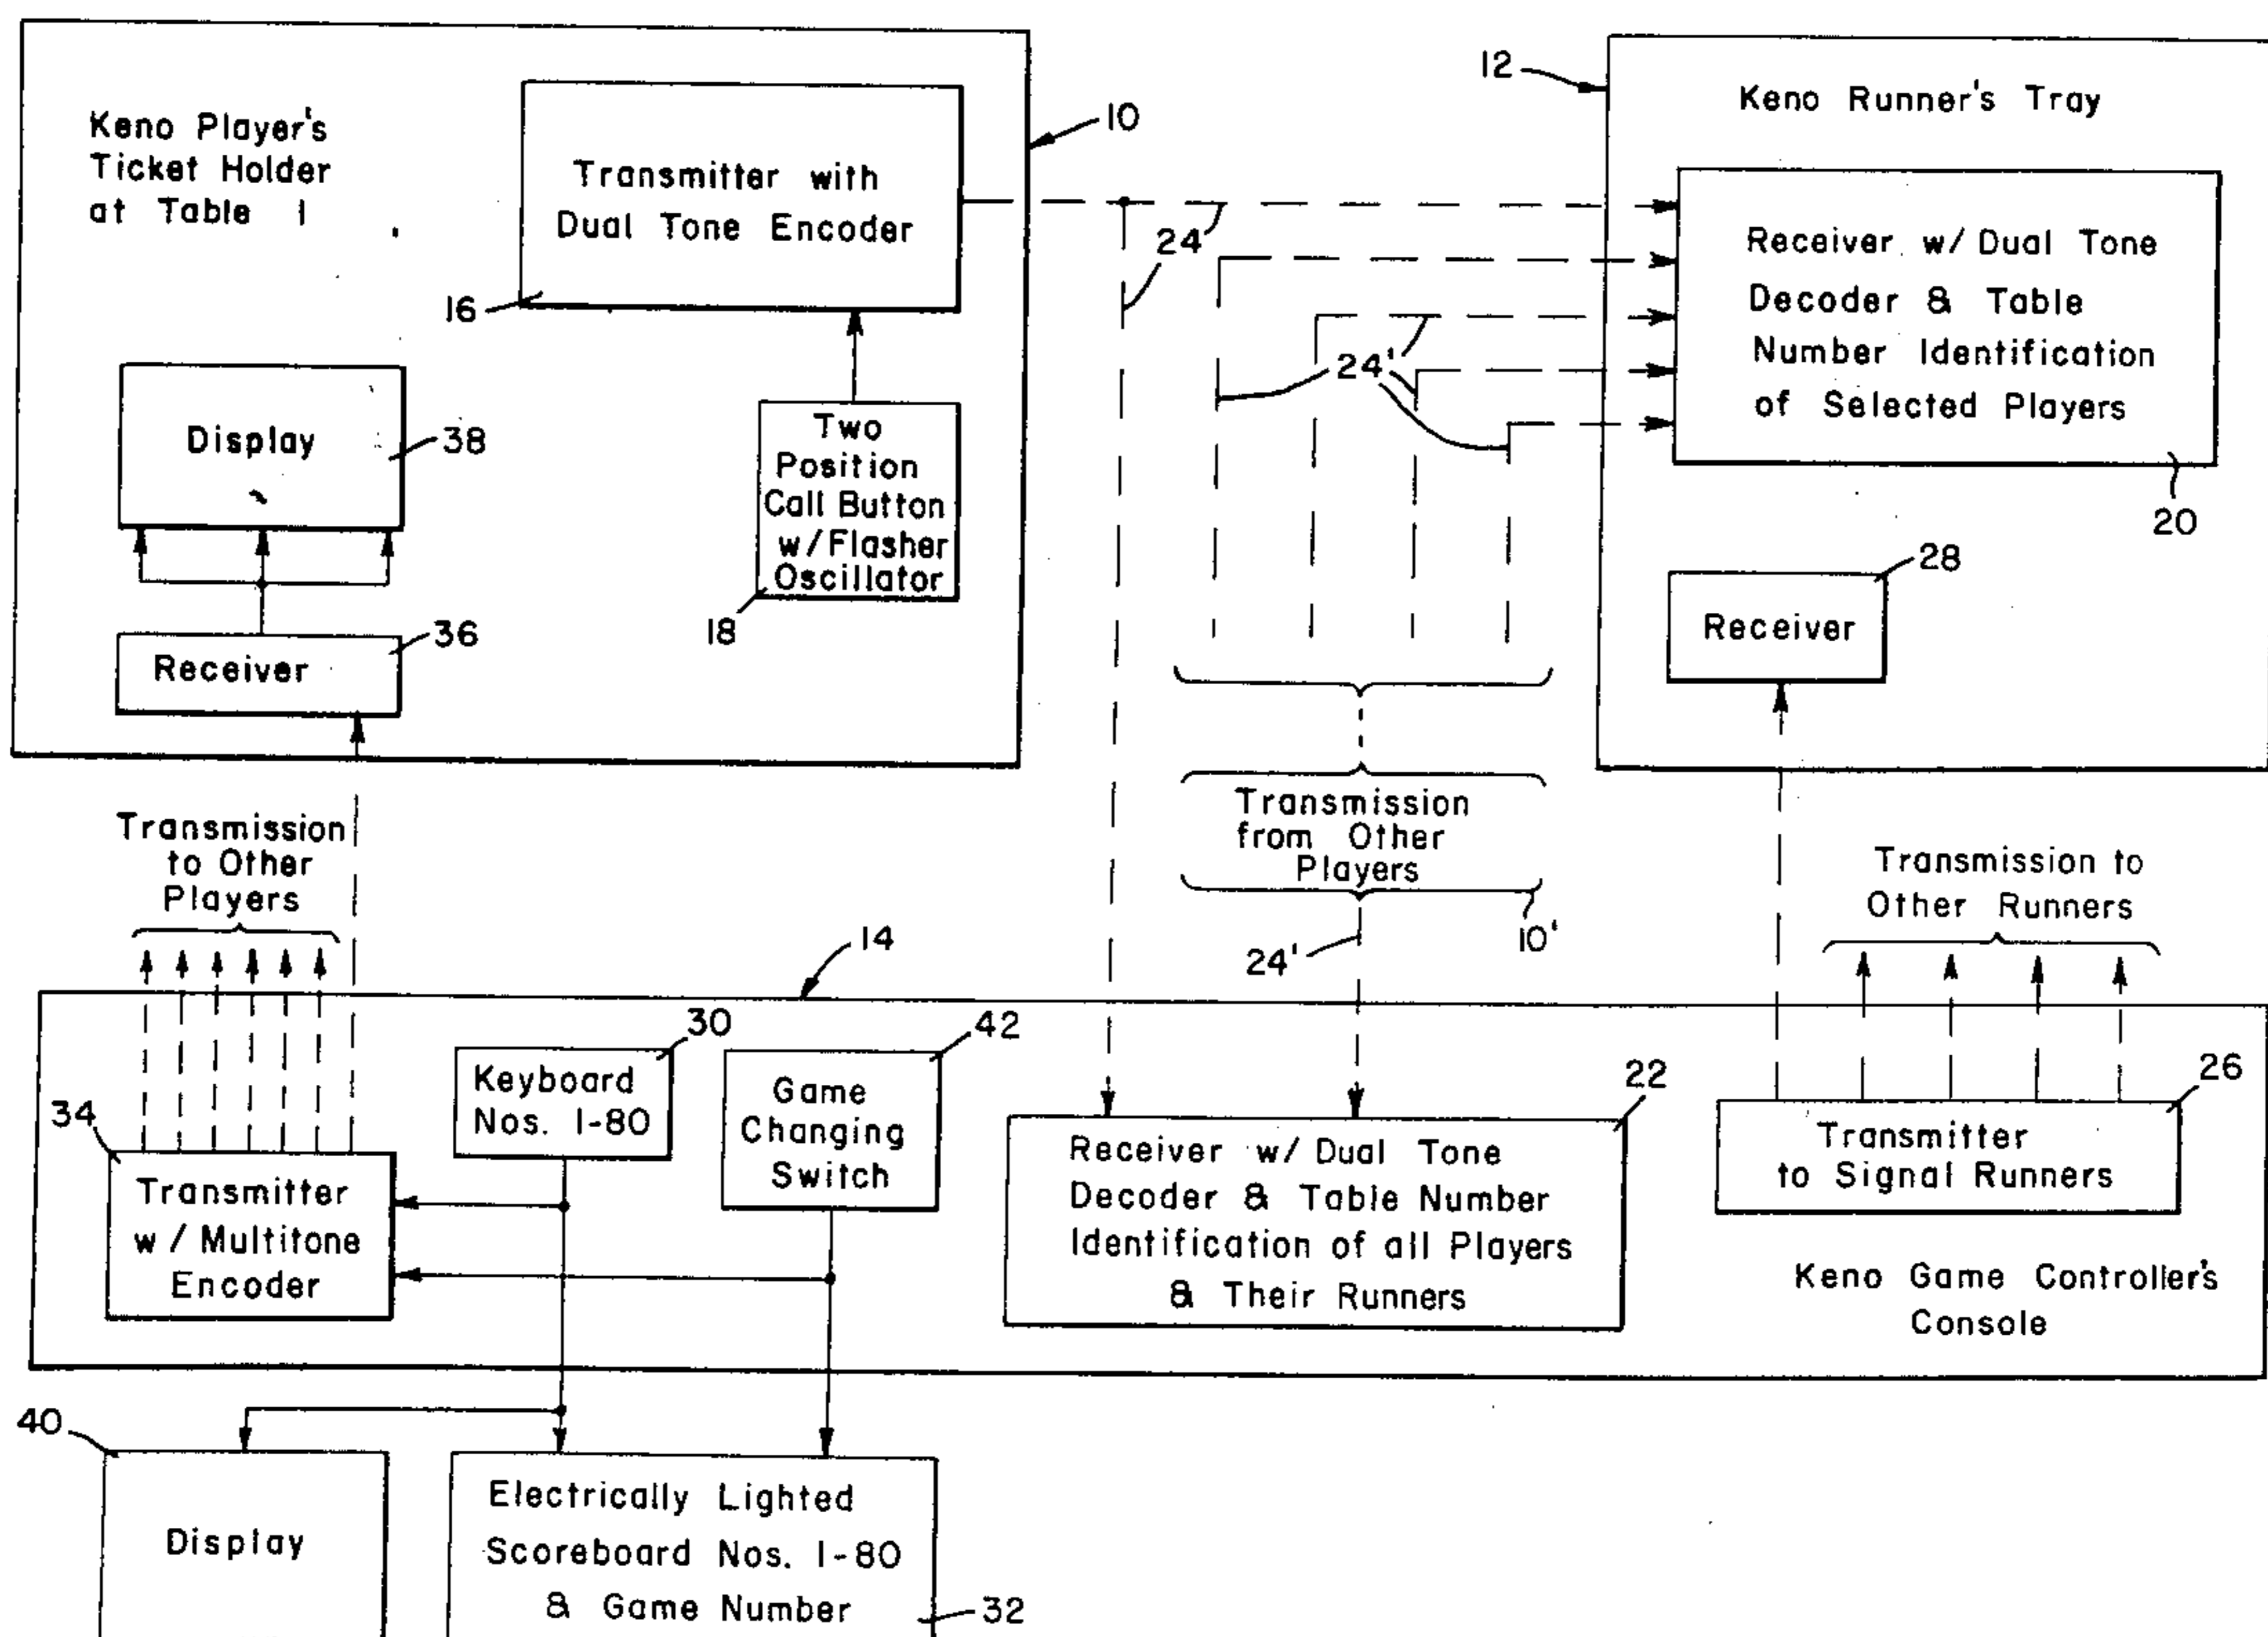 Keno Player's
Ticket Holder
at Table 1
Transmitter with
Dual Tone Encoder
16
10
Two
Position
Call Button
w/Flasher
Oscillator
18
Display
38
Receiver
36
24
24'
12
Keno Runner's Tray
Receiver w/ Dual Tone
Decoder & Table
Number Identification
of Selected Players
20
Receiver
28
Transmission
to Other
Players
Transmission
from Other
Players
10'
24'
Transmission to
Other Runners
14
34
Transmitter
w/ Multitone
Encoder
30
Keyboard
Nos. 1-80
42
Game
Changing
Switch
22
Receiver w/ Dual Tone
Decoder & Table Number
Identification of all Players
& Their Runners
26
Transmitter
to Signal Runners
Keno Game Controller's
Console
40
Display
Electrically Lighted
Scoreboard Nos. 1-80
& Game Number
32